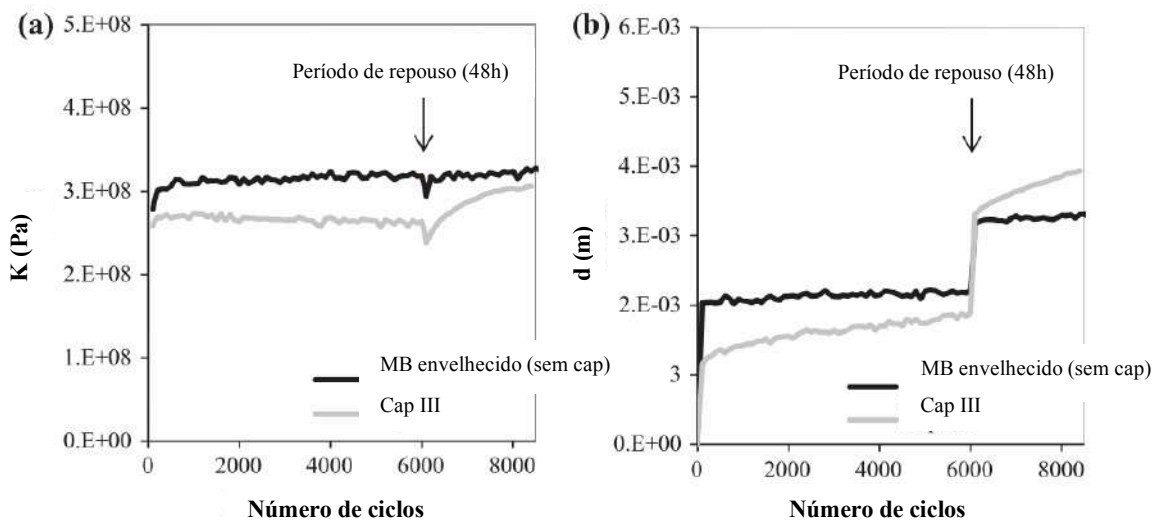 (a)
5.E+08
4.E+08
3.E+08
2.E+08
1.E+08
0.E+00
K (Pa)
Período de repouso (48h)
MB envelhecido (sem cap)
Cap III
0 2000 4000 6000 8000
Número de ciclos
(b)
6.E-03
5.E-03
4.E-03
3.E-03
2.E-03
3
0.E+00
d (m)
Período de repouso (48h)
MB envelhecido (sem cap)
Cap III
0 2000 4000 6000 8000
Número de ciclos